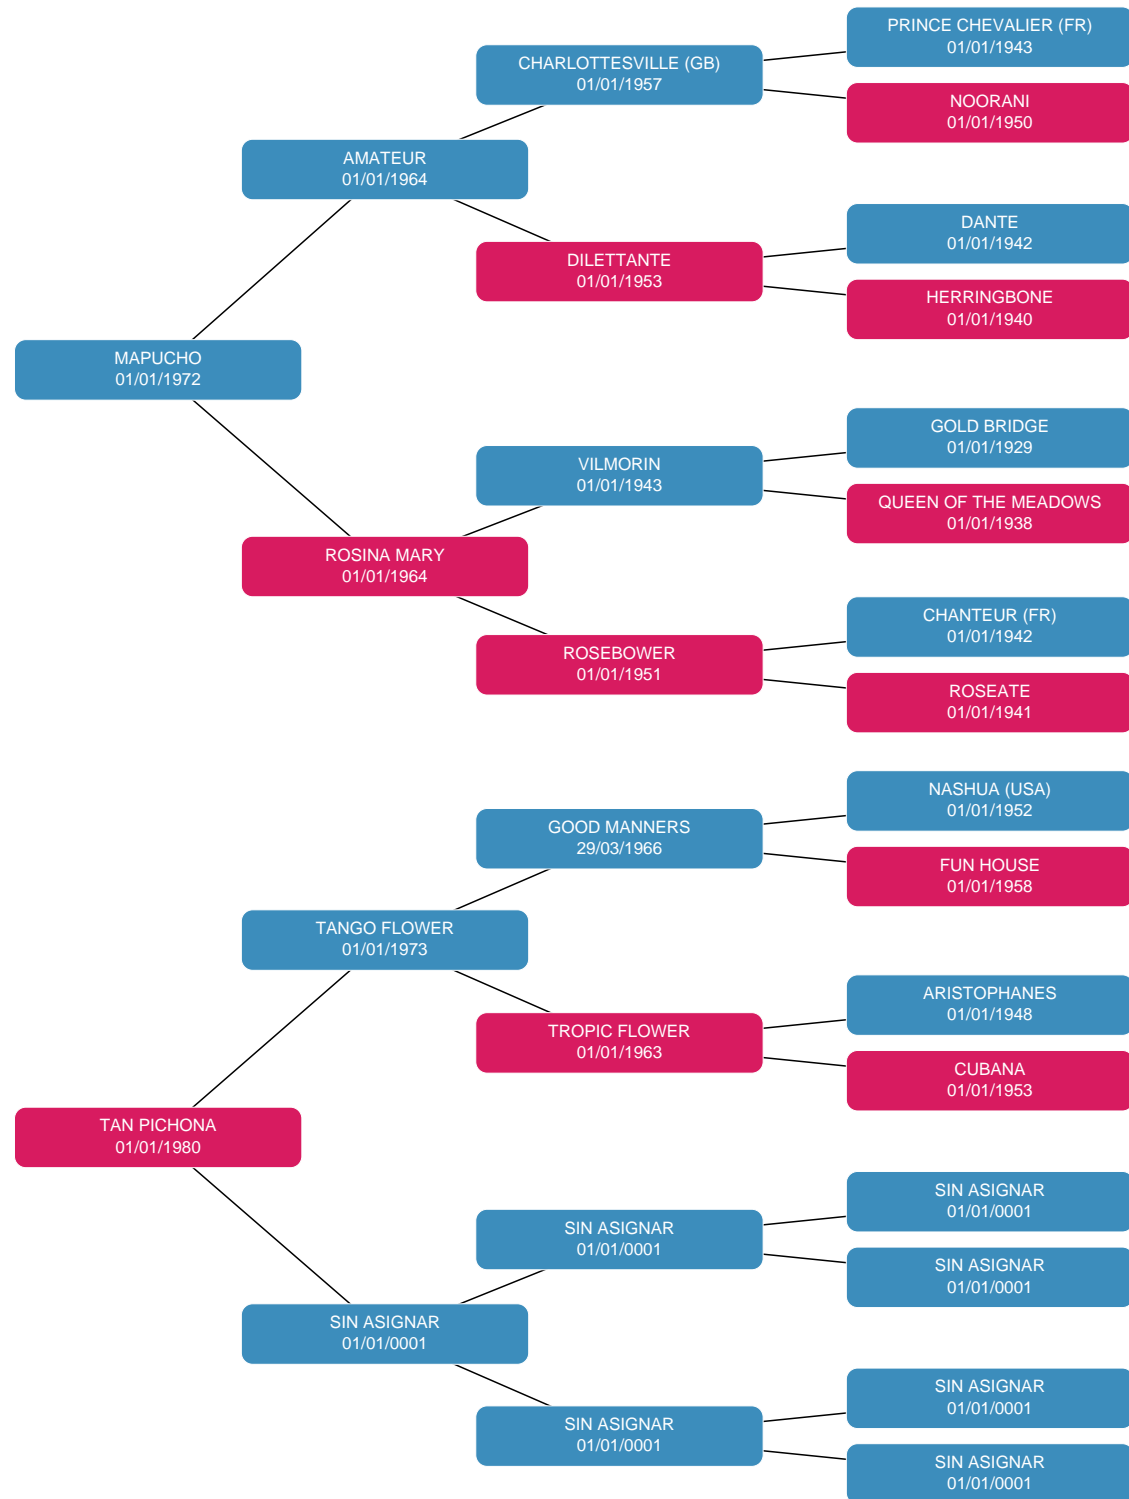 PRINCE CHEVALIER (FR)
01/01/1943
CHARLOTTESVILLE (GB)
01/01/1957
NOORANI
01/01/1950
AMATEUR
01/01/1964
DANTE
01/01/1942
DILETTANTE
01/01/1953
HERRINGBONE
01/01/1940
MAPUCHO
01/01/1972
GOLD BRIDGE
01/01/1929
VILMORIN
01/01/1943
QUEEN OF THE MEADOWS
01/01/1938
ROSINA MARY
01/01/1964
CHANTEUR (FR)
01/01/1942
ROSEBOWER
01/01/1951
ROSEATE
01/01/1941
NASHUA (USA)
01/01/1952
GOOD MANNERS
29/03/1966
FUN HOUSE
01/01/1958
TANGO FLOWER
01/01/1973
ARISTOPHANES
01/01/1948
TROPIC FLOWER
01/01/1963
CUBANA
01/01/1953
TAN PICHONA
01/01/1980
SIN ASIGNAR
01/01/0001
SIN ASIGNAR
01/01/0001
SIN ASIGNAR
01/01/0001
SIN ASIGNAR
01/01/0001
SIN ASIGNAR
01/01/0001
SIN ASIGNAR
01/01/0001
SIN ASIGNAR
01/01/0001